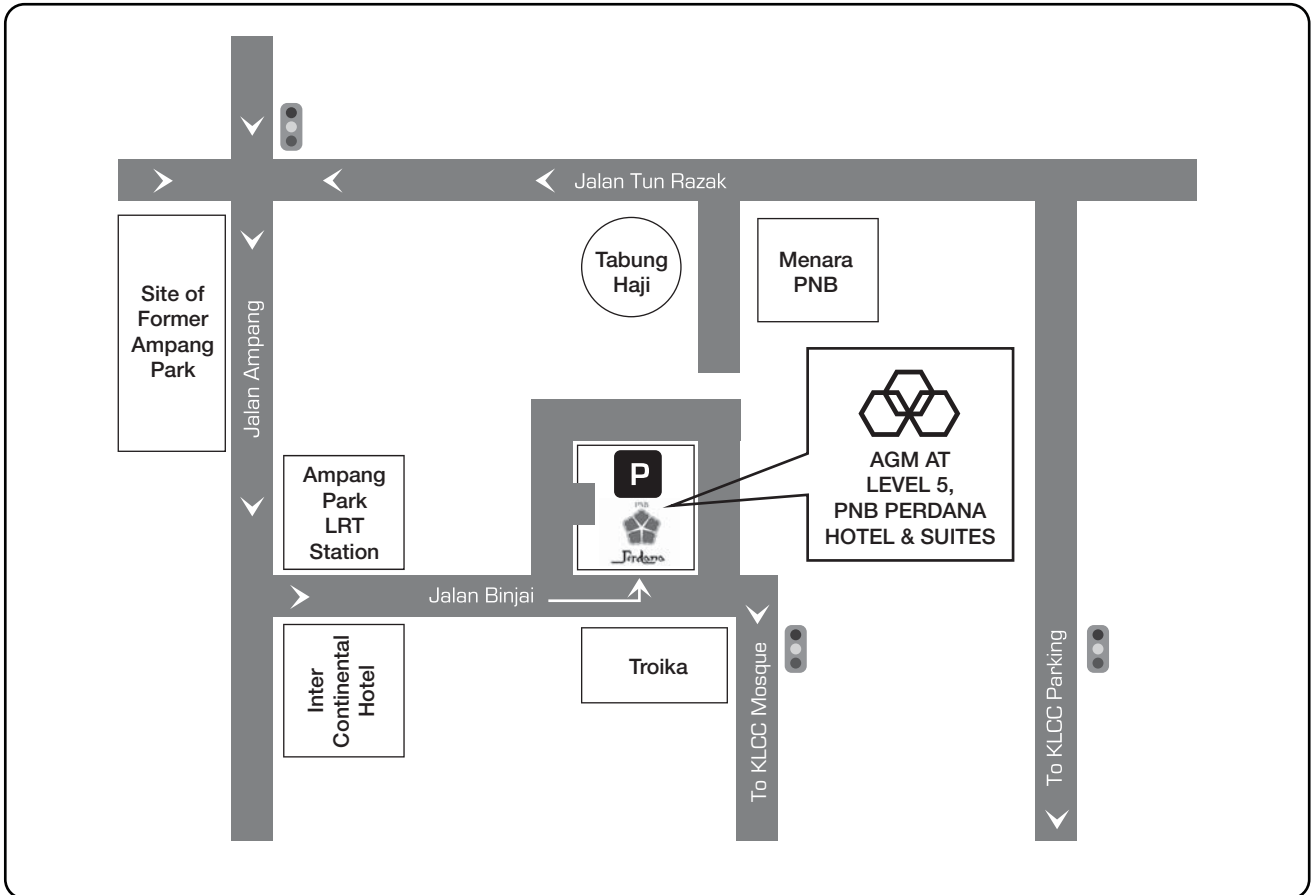 Jalan Tun Razak
Tabung
Haji
Menara
PNB
Site of
Former
Ampang
Park
Jalan Ampang
Ampang
Park
LRT
Station
P
PNB
Perdana
AGM AT
LEVEL 5,
PNB PERDANA
HOTEL & SUITES
Jalan Binjai
Inter
Continental
Hotel
Troika
To KLCC Mosque
To KLCC Parking